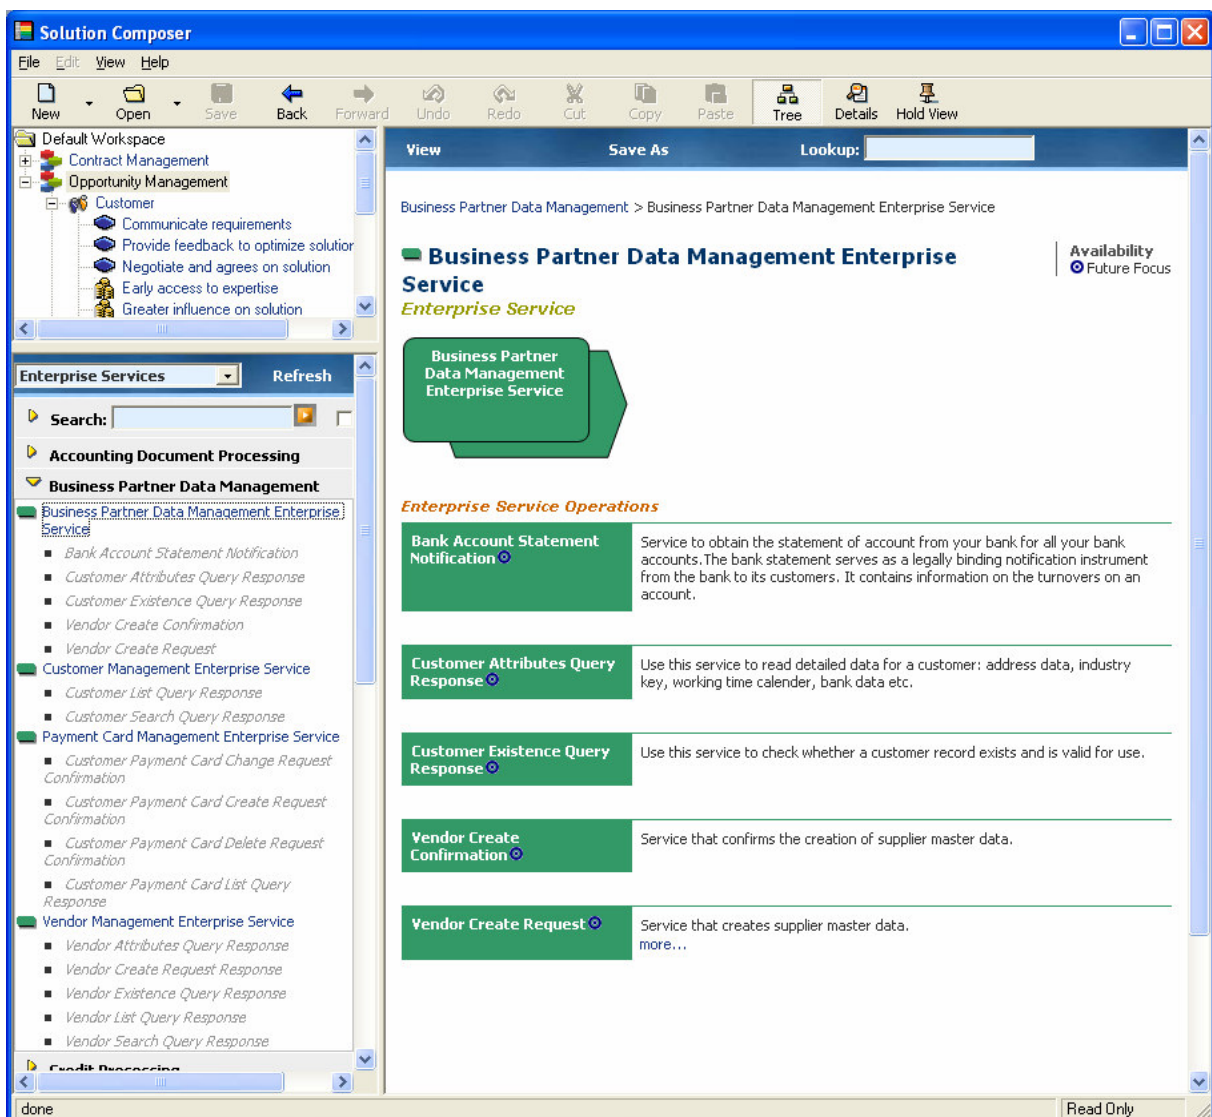 Solution Composer
File Edit View Help
New Open Save Back Forward Undo Redo Cut Copy Paste Tree Details Hold View
Default Workspace
Contract Management
Opportunity Management
Customer
Communicate requirements
Provide feedback to optimize solution
Negotiate and agrees on solution
Early access to expertise
Greater influence on solution
Enterprise Services Refresh
Search:
Accounting Document Processing
Business Partner Data Management
Business Partner Data Management Enterprise
Service
Bank Account Statement Notification
Customer Attributes Query Response
Customer Existence Query Response
Vendor Create Confirmation
Vendor Create Request
Customer Management Enterprise Service
Customer List Query Response
Customer Search Query Response
Payment Card Management Enterprise Service
Customer Payment Card Change Request
Confirmation
Customer Payment Card Create Request
Confirmation
Customer Payment Card Delete Request
Confirmation
Customer Payment Card List Query
Response
Vendor Management Enterprise Service
Vendor Attributes Query Response
Vendor Create Request Response
Vendor Existence Query Response
Vendor List Query Response
Vendor Search Query Response
Credit Processing
View Save As Lookup:
Business Partner Data Management > Business Partner Data Management Enterprise Service
Business Partner Data Management Enterprise
Service
Availability
Future Focus
Enterprise Service
Business Partner
Data Management
Enterprise Service
Enterprise Service Operations
Bank Account Statement
Notification
Service to obtain the statement of account from your bank for all your bank
accounts.The bank statement serves as a legally binding notification instrument
from the bank to its customers. It contains information on the turnovers on an
account.
Customer Attributes Query
Response
Use this service to read detailed data for a customer: address data, industry
key, working time calender, bank data etc.
Customer Existence Query
Response
Use this service to check whether a customer record exists and is valid for use.
Vendor Create
Confirmation
Service that confirms the creation of supplier master data.
Vendor Create Request
Service that creates supplier master data.
more...
done
Read Only